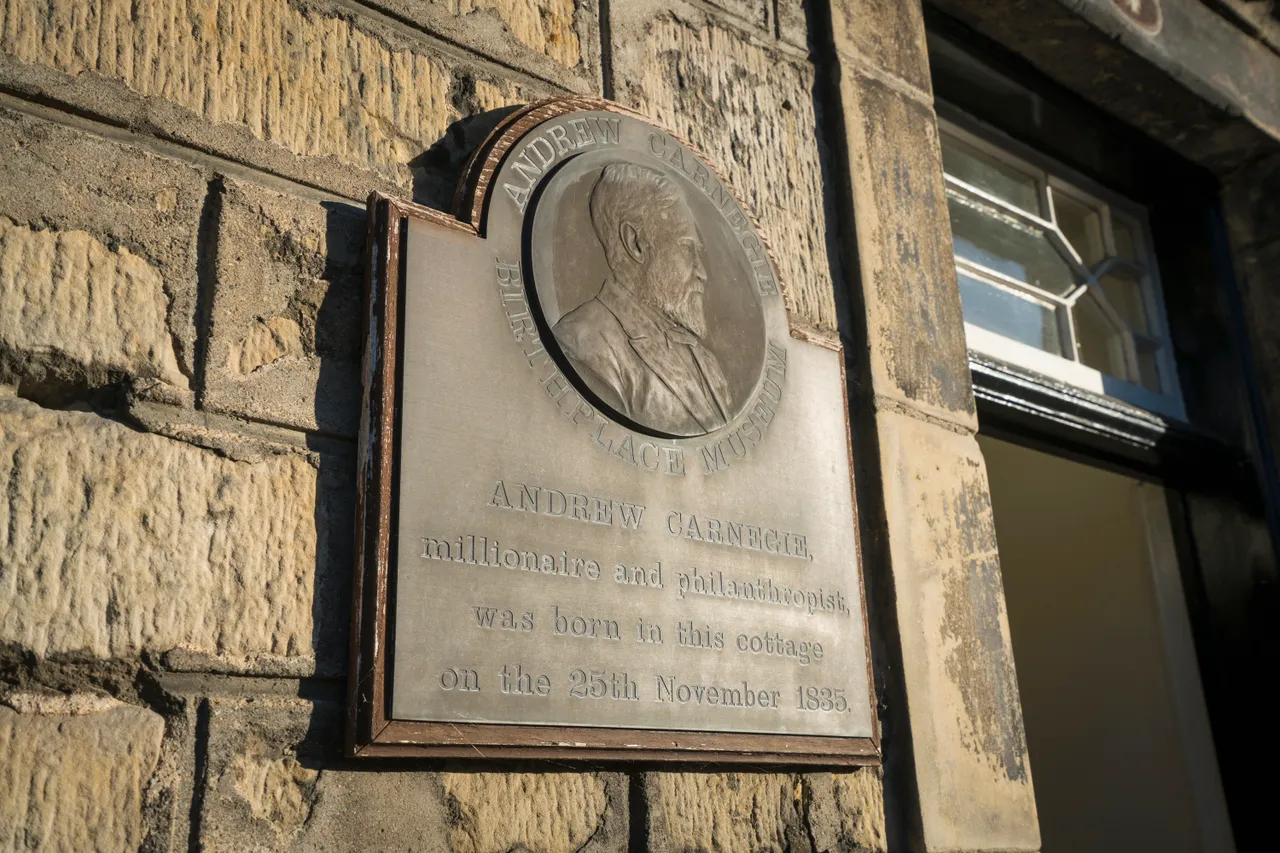 ANDREW CARNEGIE
BIRTHPLACE MUSEUM
ANDREW CARNEGIE,
millionaire and philanthropist,
was born in this cottage
on the 25th November 1835.